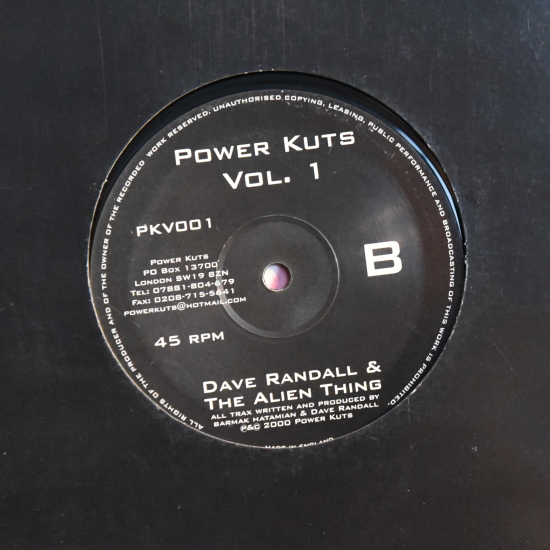 ALL RIGHTS OF THE PRODUCER AND OF THE OWNER OF THE RECORDED WORK RESERVED. UNAUTHORISED COPYING, LEASING, PUBLIC PERFORMANCE AND BROADCASTING OF THIS WORK IS PROHIBITED.
POWER KUTS
VOL. 1
PKV001
B
POWER KUTS
PO BOX 13700
LONDON SW19 8ZN
TEL: 07881-804-679
FAX: 0208-715-5641
POWERKUTS@HOTMAIL.COM
45 RPM
DAVE RANDALL &
THE ALIEN THING
ALL TRAX WRITTEN AND PRODUCED BY
BARMAK HATAMIAN & DAVE RANDALL
P&C 2000 POWER KUTS
MADE IN ENGLAND